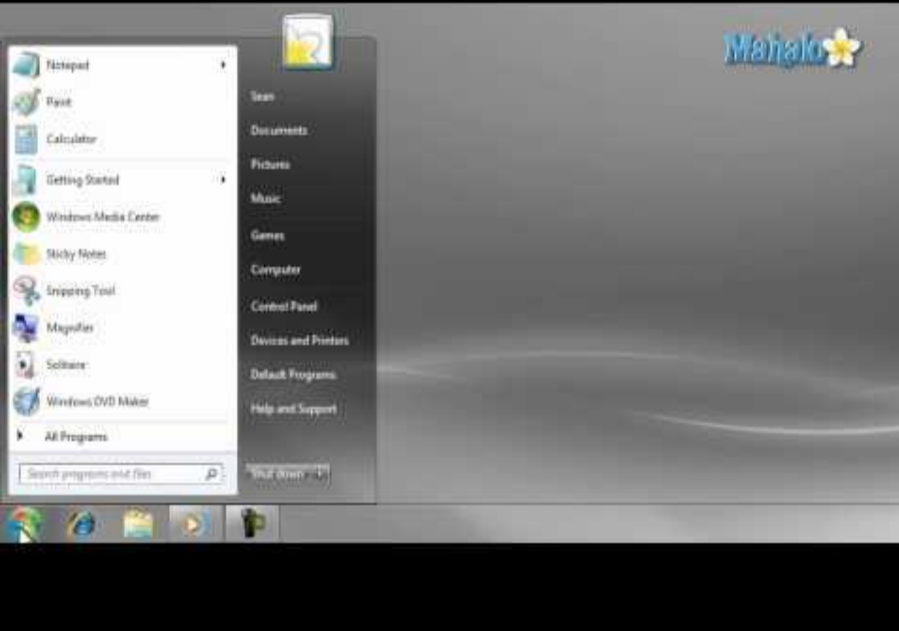 Notepad
Paint
Calculator
Getting Started
Windows Media Center
Sticky Notes
Snipping Tool
Magnifier
Solitaire
Windows DVD Maker
All Programs
Search programs and files
Sean
Documents
Pictures
Music
Games
Computer
Control Panel
Devices and Printers
Default Programs
Help and Support
Shut down
Mahalo